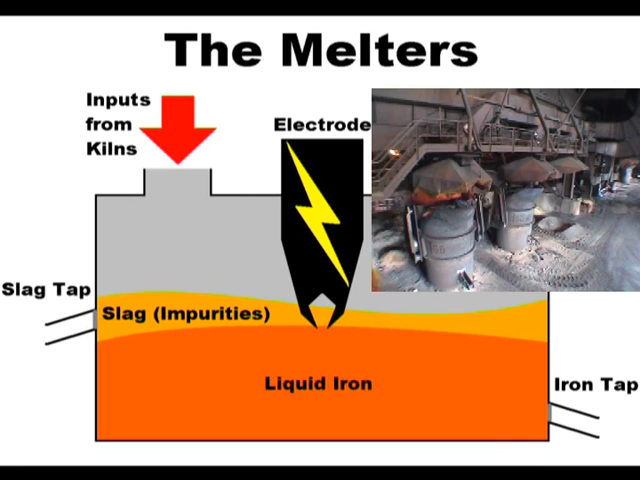 The Melters
Inputs
from
Kilns
Electrode
Slag Tap
Slag (Impurities)
Liquid Iron
Iron Tap